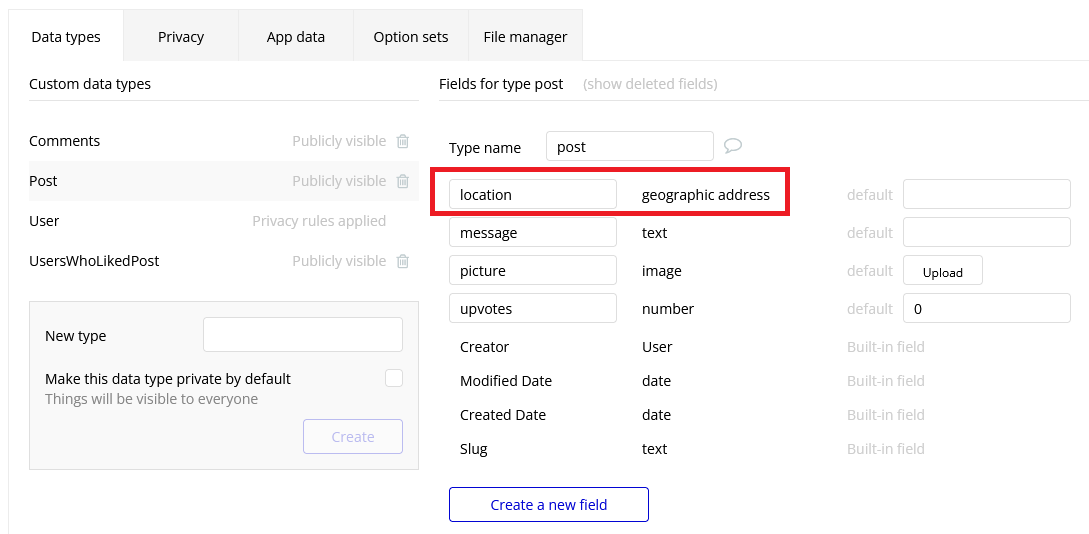 Data types
Privacy
App data
Option sets
File manager
Custom data types
Comments Publicly visible
Post Publicly visible
User Privacy rules applied
UsersWhoLikedPost Publicly visible
New type
Make this data type private by default
Things will be visible to everyone
Create
Fields for type post (show deleted fields)
Type name post
location geographic address default
message text default
picture image default Upload
upvotes number default 0
Creator User Built-in field
Modified Date date Built-in field
Created Date date Built-in field
Slug text Built-in field
Create a new field